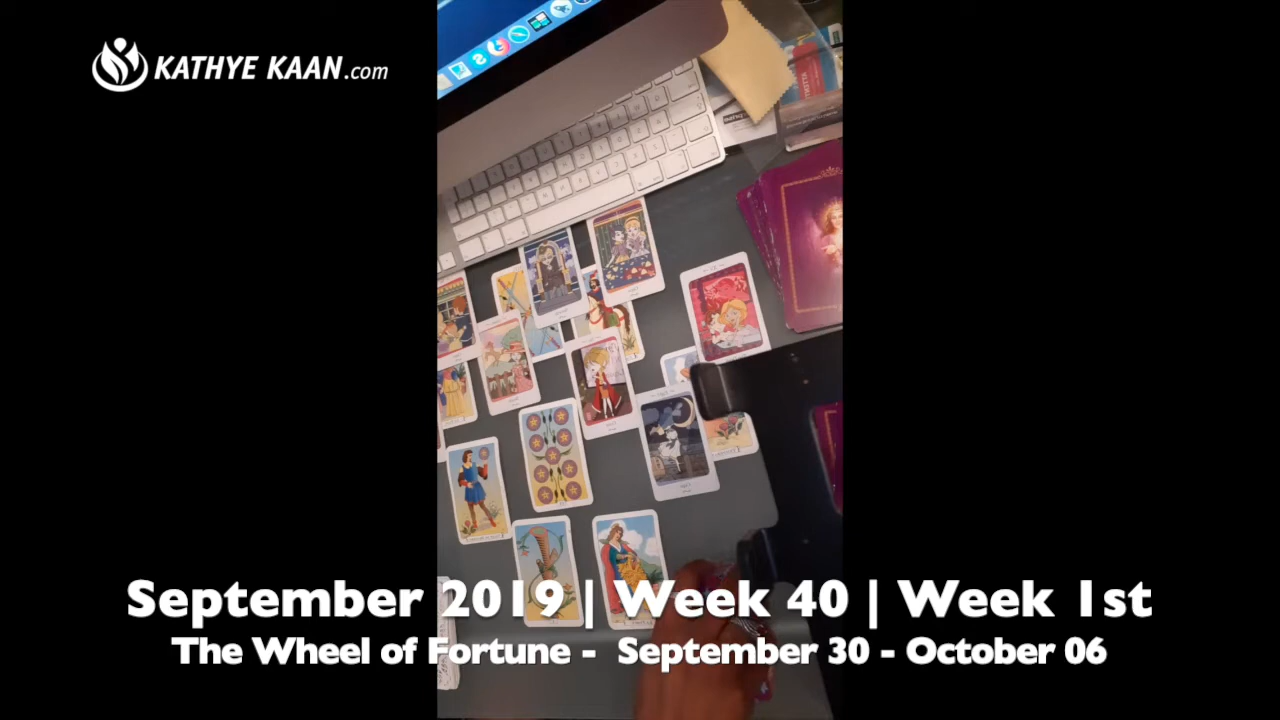 KATHYE KAAN.com
September 2019 | Week 40 | Week 1st
The Wheel of Fortune - September 30 - October 06